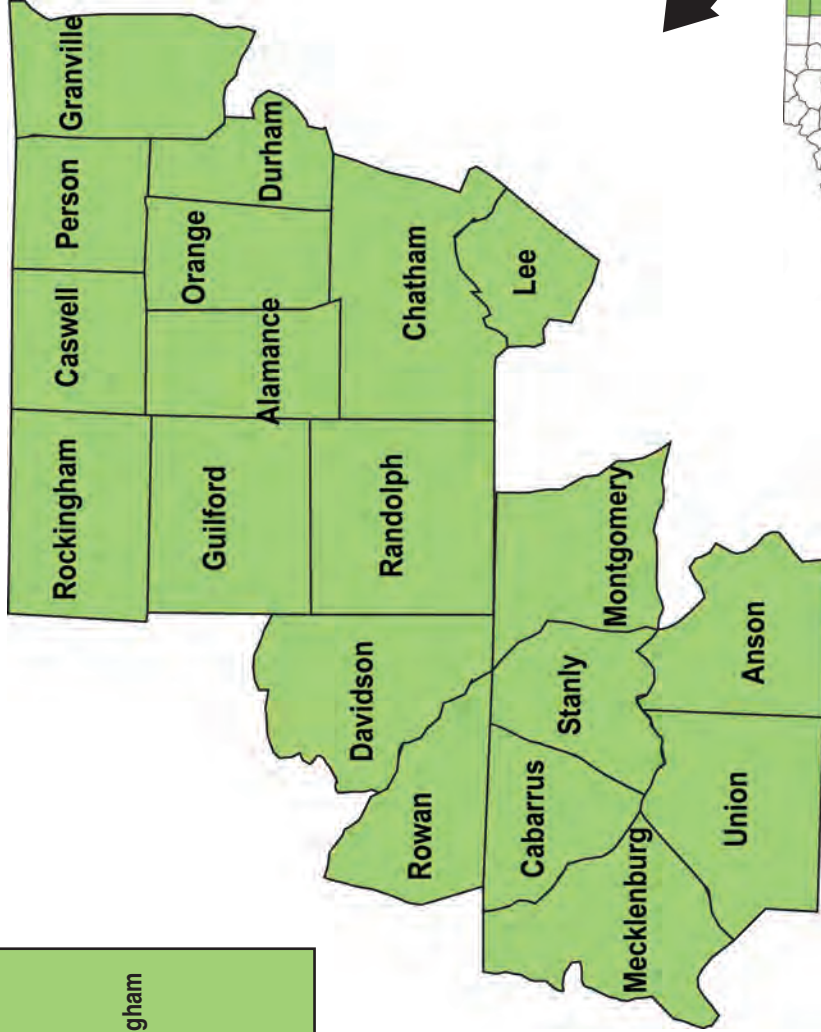 Granville
Person
Durham
Caswell
Orange
Chatham
Lee
Alamance
Rockingham
Guilford
Randolph
Montgomery
Davidson
Stanly
Anson
Rowan
Cabarrus
Union
Mecklenburg
gham